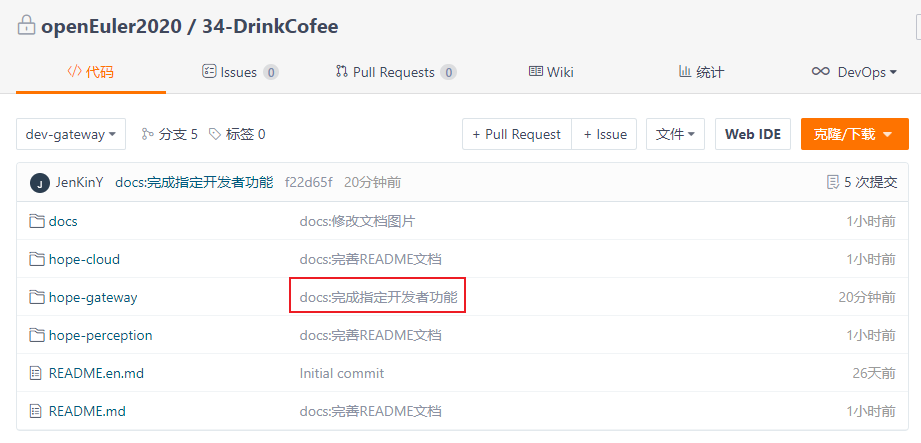 openEuler2020 / 34-DrinkCofee
代码 Issues 0 Pull Requests 0 Wiki 统计 DevOps
dev-gateway 分支 5 标签 0 + Pull Request + Issue 文件 Web IDE 克隆/下载
J JenKinY docs:完成指定开发者功能 f22d65f 20分钟前 5 次提交
docs docs:修改文档图片 1小时前
hope-cloud docs:完善README文档 1小时前
hope-gateway docs:完成指定开发者功能 20分钟前
hope-perception docs:完善README文档 1小时前
README.en.md Initial commit 26天前
README.md docs:完善README文档 1小时前